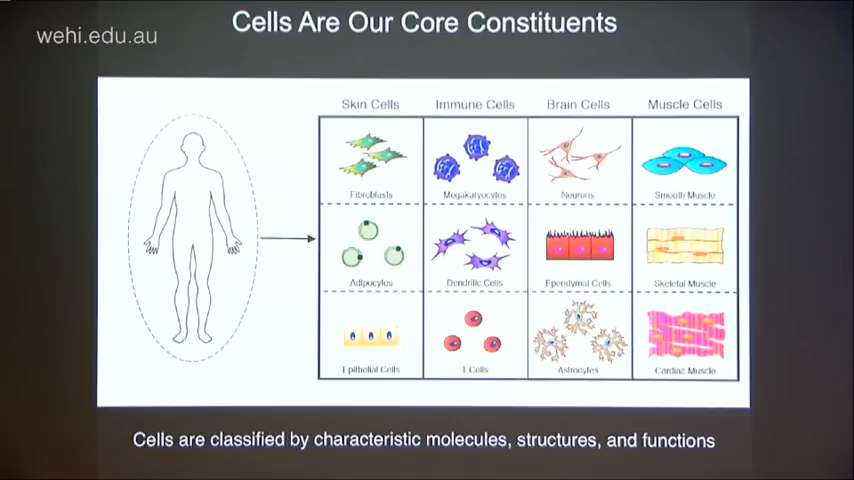 Cells Are Our Core Constituents
wehi.edu.au
Skin Cells Immune Cells Brain Cells Muscle Cells
Fibroblasts Megakaryocytes Neurons Smooth Muscle
Adipocytes Dendritic Cells Ependymal Cells Skeletal Muscle
Epithelial Cells T Cells Astrocytes Cardiac Muscle
Cells are classified by characteristic molecules, structures, and functions